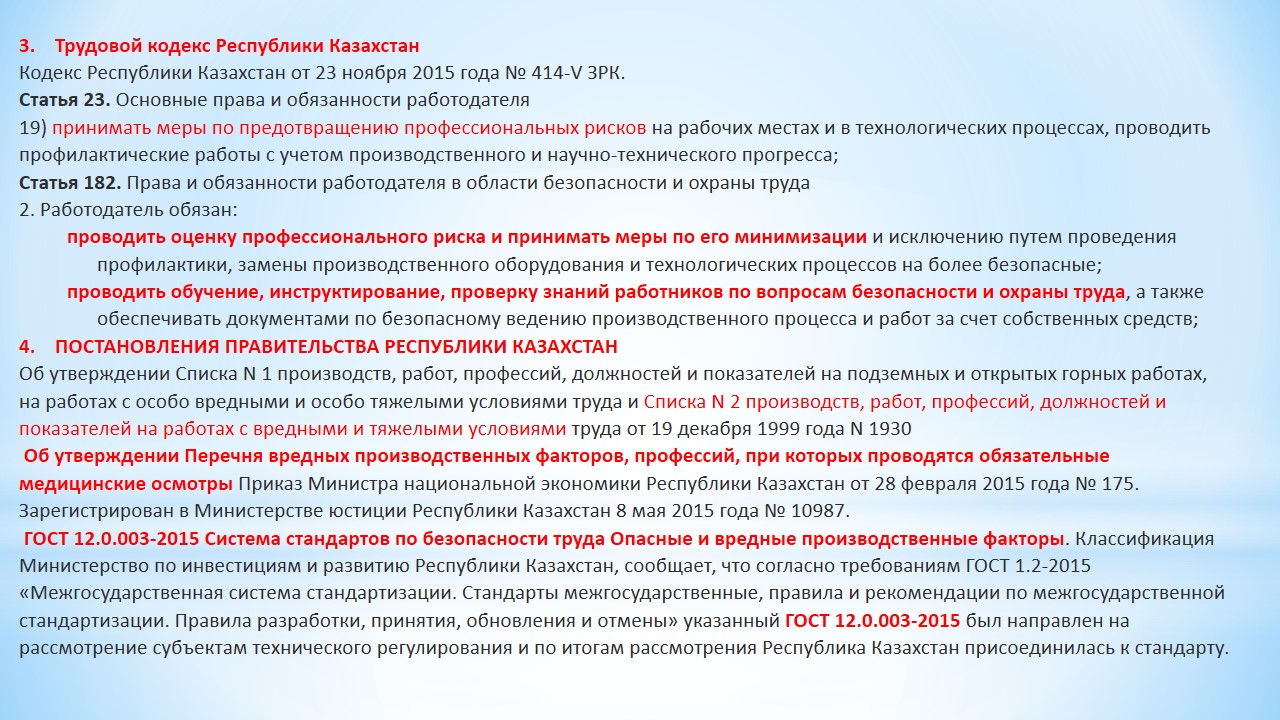 3. Трудовой кодекс Республики Казахстан
Кодекс Республики Казахстан от 23 ноября 2015 года № 414-V ЗРК.
Статья 23. Основные права и обязанности работодателя
19) принимать меры по предотвращению профессиональных рисков на рабочих местах и в технологических процессах, проводить
профилактические работы с учетом производственного и научно-технического прогресса;
Статья 182. Права и обязанности работодателя в области безопасности и охраны труда
2. Работодатель обязан:
проводить оценку профессионального риска и принимать меры по его минимизации и исключению путем проведения
профилактики, замены производственного оборудования и технологических процессов на более безопасные;
проводить обучение, инструктирование, проверку знаний работников по вопросам безопасности и охраны труда, а также
обеспечивать документами по безопасному ведению производственного процесса и работ за счет собственных средств;
4. ПОСТАНОВЛЕНИЯ ПРАВИТЕЛЬСТВА РЕСПУБЛИКИ КАЗАХСТАН
Об утверждении Списка N 1 производств, работ, профессий, должностей и показателей на подземных и открытых горных работах,
на работах с особо вредными и особо тяжелыми условиями труда и Списка N 2 производств, работ, профессий, должностей и
показателей на работах с вредными и тяжелыми условиями труда от 19 декабря 1999 года N 1930
Об утверждении Перечня вредных производственных факторов, профессий, при которых проводятся обязательные
медицинские осмотры Приказ Министра национальной экономики Республики Казахстан от 28 февраля 2015 года № 175.
Зарегистрирован в Министерстве юстиции Республики Казахстан 8 мая 2015 года № 10987.
ГОСТ 12.0.003-2015 Система стандартов по безопасности труда Опасные и вредные производственные факторы. Классификация
Министерство по инвестициям и развитию Республики Казахстан, сообщает, что согласно требованиям ГОСТ 1.2-2015
«Межгосударственная система стандартизации. Стандарты межгосударственные, правила и рекомендации по межгосударственной
стандартизации. Правила разработки, принятия, обновления и отмены» указанный ГОСТ 12.0.003-2015 был направлен на
рассмотрение субъектам технического регулирования и по итогам рассмотрения Республика Казахстан присоединилась к стандарту.